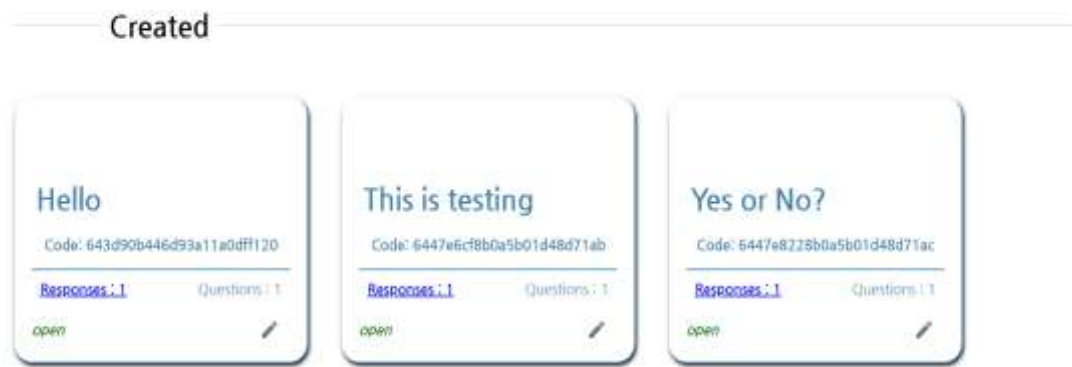 Created
Hello
Code: 643d90b446d93a11a0dff120
Responses : 1 Questions : 1
open
This is testing
Code: 6447e6cf8b0a5b01d48d71ab
Responses : 1 Questions : 1
open
Yes or No?
Code: 6447e8228b0a5b01d48d71ac
Responses : 1 Questions : 1
open